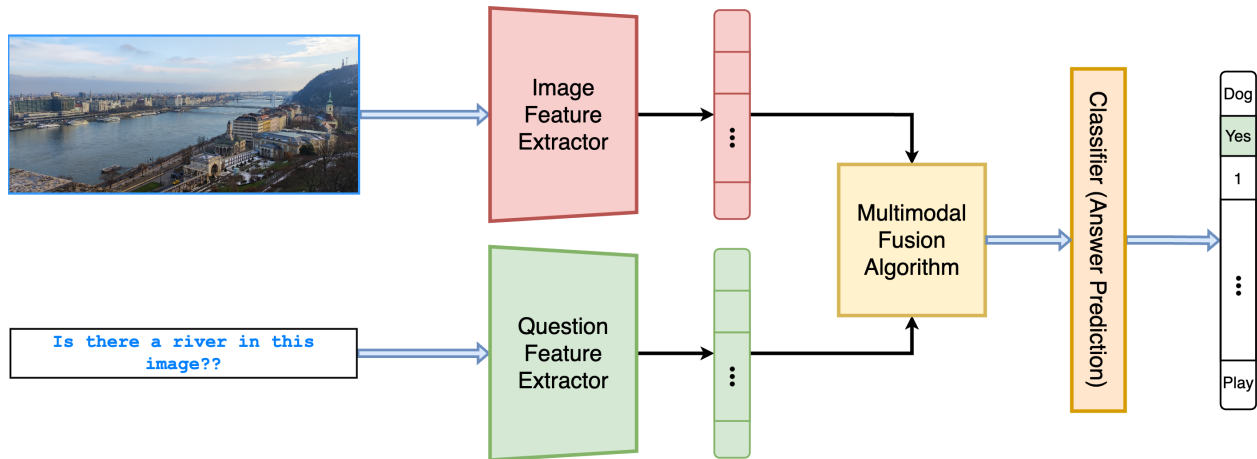 Image
Feature
Extractor
...
Is there a river in this
image??
Question
Feature
Extractor
...
Multimodal
Fusion
Algorithm
Classifier (Answer Prediction)
Dog
Yes
1
...
Play